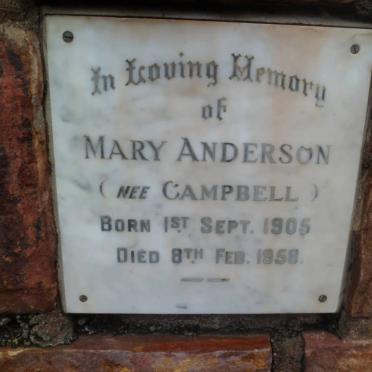 In Loving Memory
of
MARY ANDERSON
( NEE CAMPBELL )
BORN 1ST SEPT. 1905
DIED 8TH FEB. 1958.